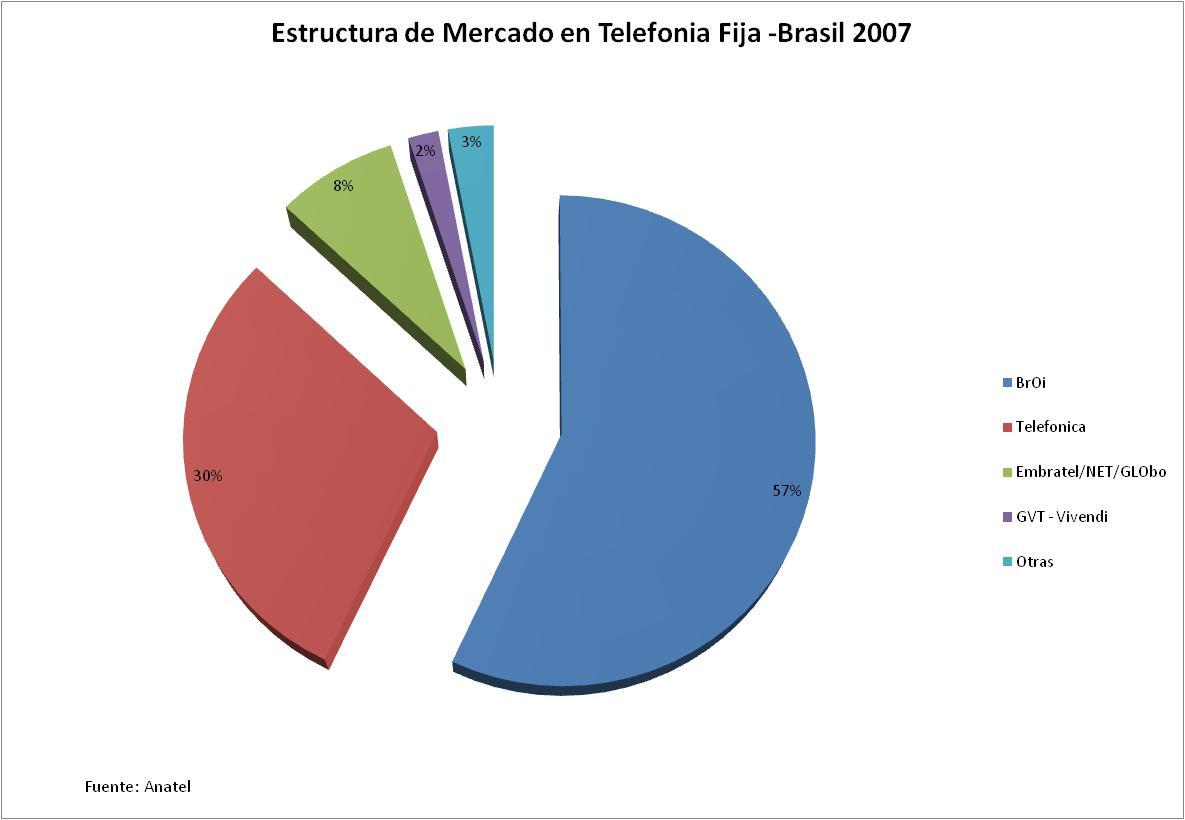 Estructura de Mercado en Telefonia Fija -Brasil 2007
3%
2%
8%
30%
57%
BrOi
Telefonica
Embratel/NET/GLObo
GVT - Vivendi
Otras
Fuente: Anatel